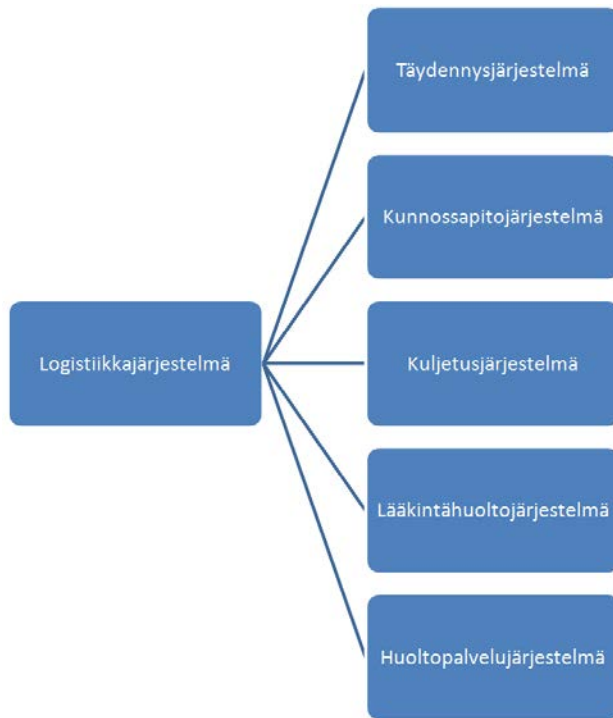 Täydennysjärjestelmä
Kunnossapitojärjestelmä
Logistiikkajärjestelmä
Kuljetusjärjestelmä
Lääkintähuoltojärjestelmä
Huoltopalvelujärjestelmä